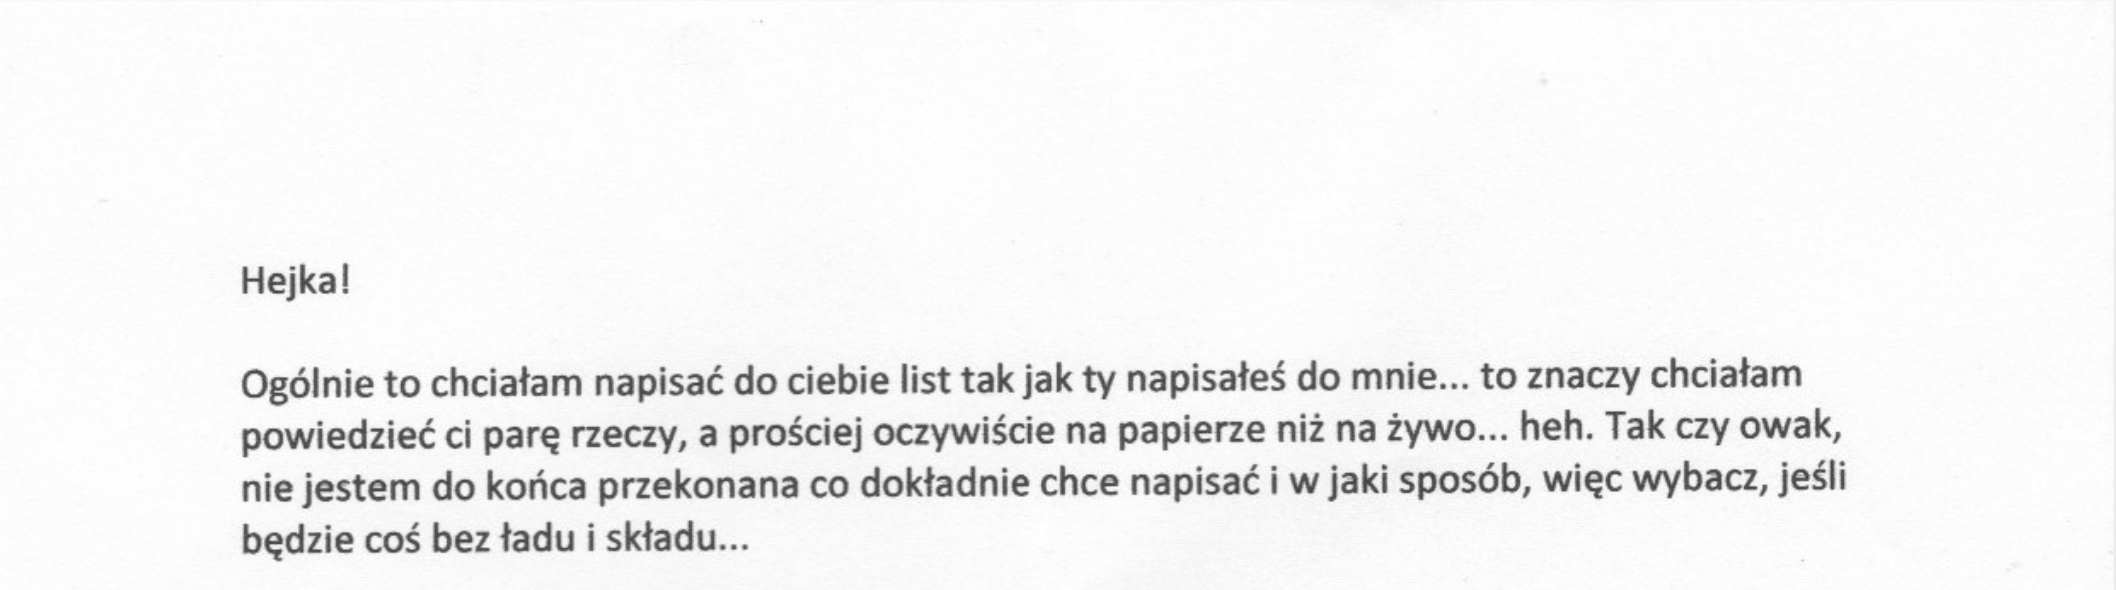 Hejka!
Ogólnie to chciałam napisać do ciebie list tak jak ty napisałeś do mnie... to znaczy chciałam
powiedzieć ci parę rzeczy, a prościej oczywiście na papierze niż na żywo... heh. Tak czy owak,
nie jestem do końca przekonana co dokładnie chce napisać i w jaki sposób, więc wybacz, jeśli
będzie coś bez ładu i składu...